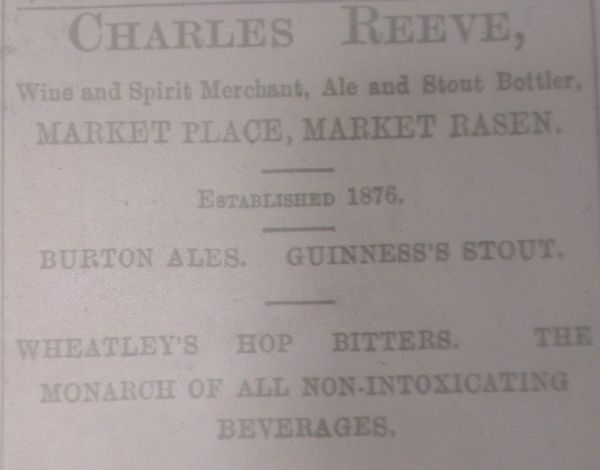 CHARLES REEVE,
Wine and Spirit Merchant, Ale and Stout Bottler,
MARKET PLACE, MARKET RASEN.
ESTABLISHED 1876.
BURTON ALES. GUINNESS'S STOUT.
WHEATLEY'S HOP BITTERS. THE
MONARCH OF ALL NON-INTOXICATING
BEVERAGES.